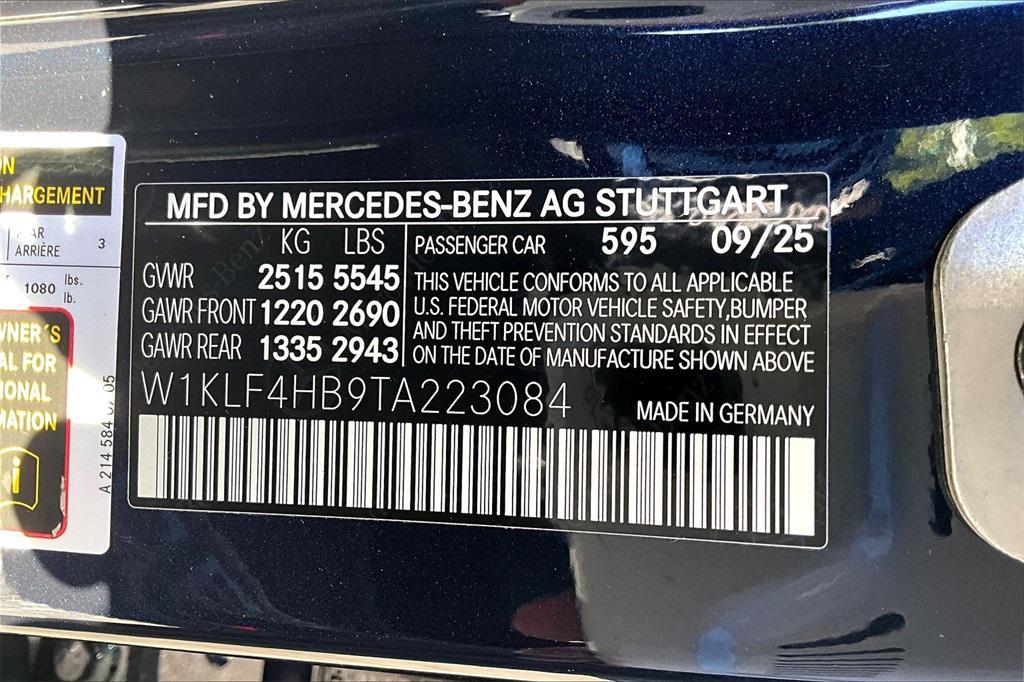 MFD BY MERCEDES-BENZ AG STUTTGART
KG LBS
GVWR 2515 5545
GAWR FRONT 1220 2690
GAWR REAR 1335 2943
PASSENGER CAR 595 09/25
THIS VEHICLE CONFORMS TO ALL APPLICABLE
U.S. FEDERAL MOTOR VEHICLE SAFETY,BUMPER
AND THEFT PREVENTION STANDARDS IN EFFECT
ON THE DATE OF MANUFACTURE SHOWN ABOVE
W1KLF4HB9TA223084
MADE IN GERMANY
HARGEMENT
ARRIÈRE 3
1080 lbs.
lb.
FOR
A 214 584